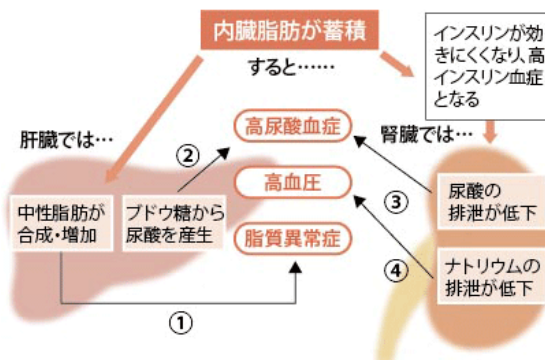 内臓脂肪が蓄積
すると……
インスリンが効
きにくくなり、高
インスリン血症
となる
肝臓では…
腎臓では…
高尿酸血症
高血圧
脂質異常症
②
中性脂肪が
合成・増加
ブドウ糖から
尿酸を産生
①
③
尿酸の
排泄が低下
④
ナトリウムの
排泄が低下